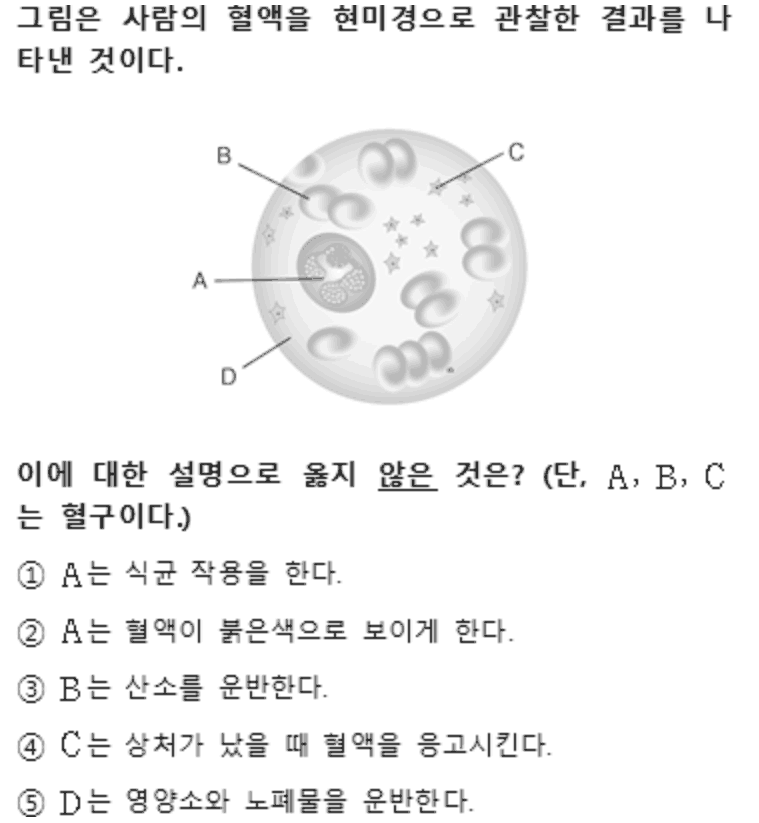 그림은 사람의 혈액을 현미경으로 관찰한 결과를 나
타낸 것이다.
B
C
A
D
이에 대한 설명으로 옳지 않은 것은? (단, A, B, C
는 혈구이다.)
① A는 식균 작용을 한다.
② A는 혈액이 붉은색으로 보이게 한다.
③ B는 산소를 운반한다.
④ C는 상처가 났을 때 혈액을 응고시킨다.
⑤ D는 영양소와 노폐물을 운반한다.